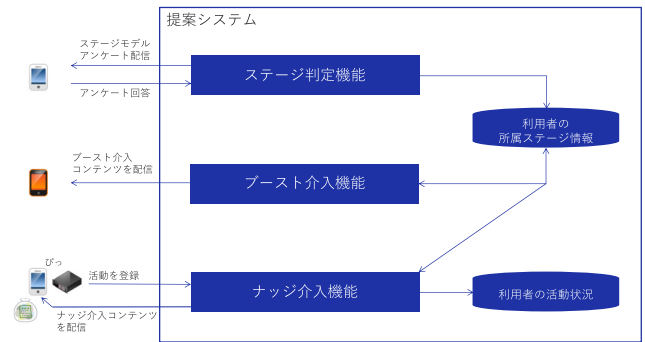 提案システム
ステージモデル
アンケート配信
ステージ判定機能
アンケート回答
利用者の
所属ステージ情報
ブースト介入
コンテンツを配信
ブースト介入機能
ぴっ
活動を登録
ナッジ介入機能
利用者の活動状況
ナッジ介入コンテンツ
を配信